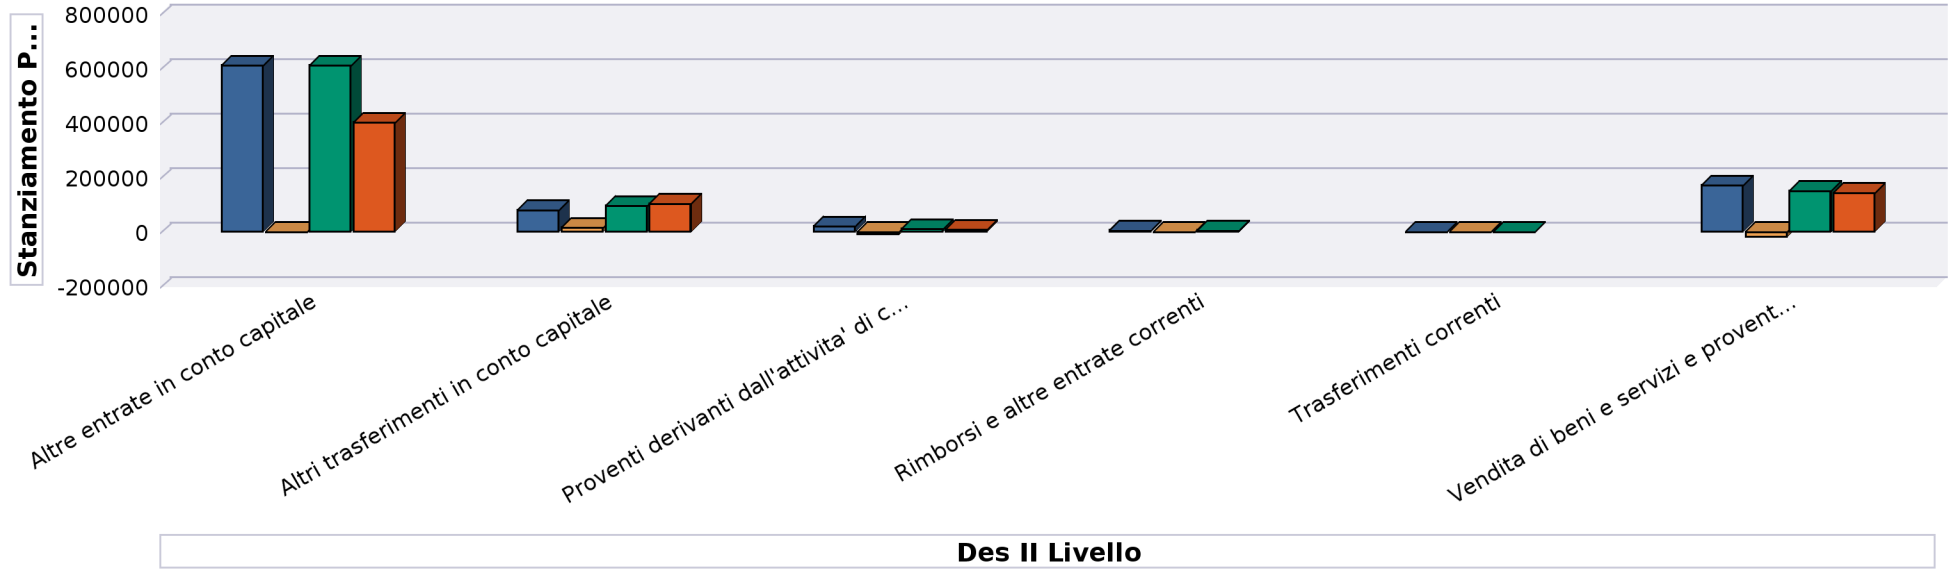 Stanziamento P...
800000
600000
400000
200000
0
-200000
Altre entrate in conto capitale
Altri trasferimenti in conto capitale
Proventi derivanti dall'attivita' di c...
Rimborsi e altre entrate correnti
Trasferimenti correnti
Vendita di beni e servizi e provent...
Des II Livello